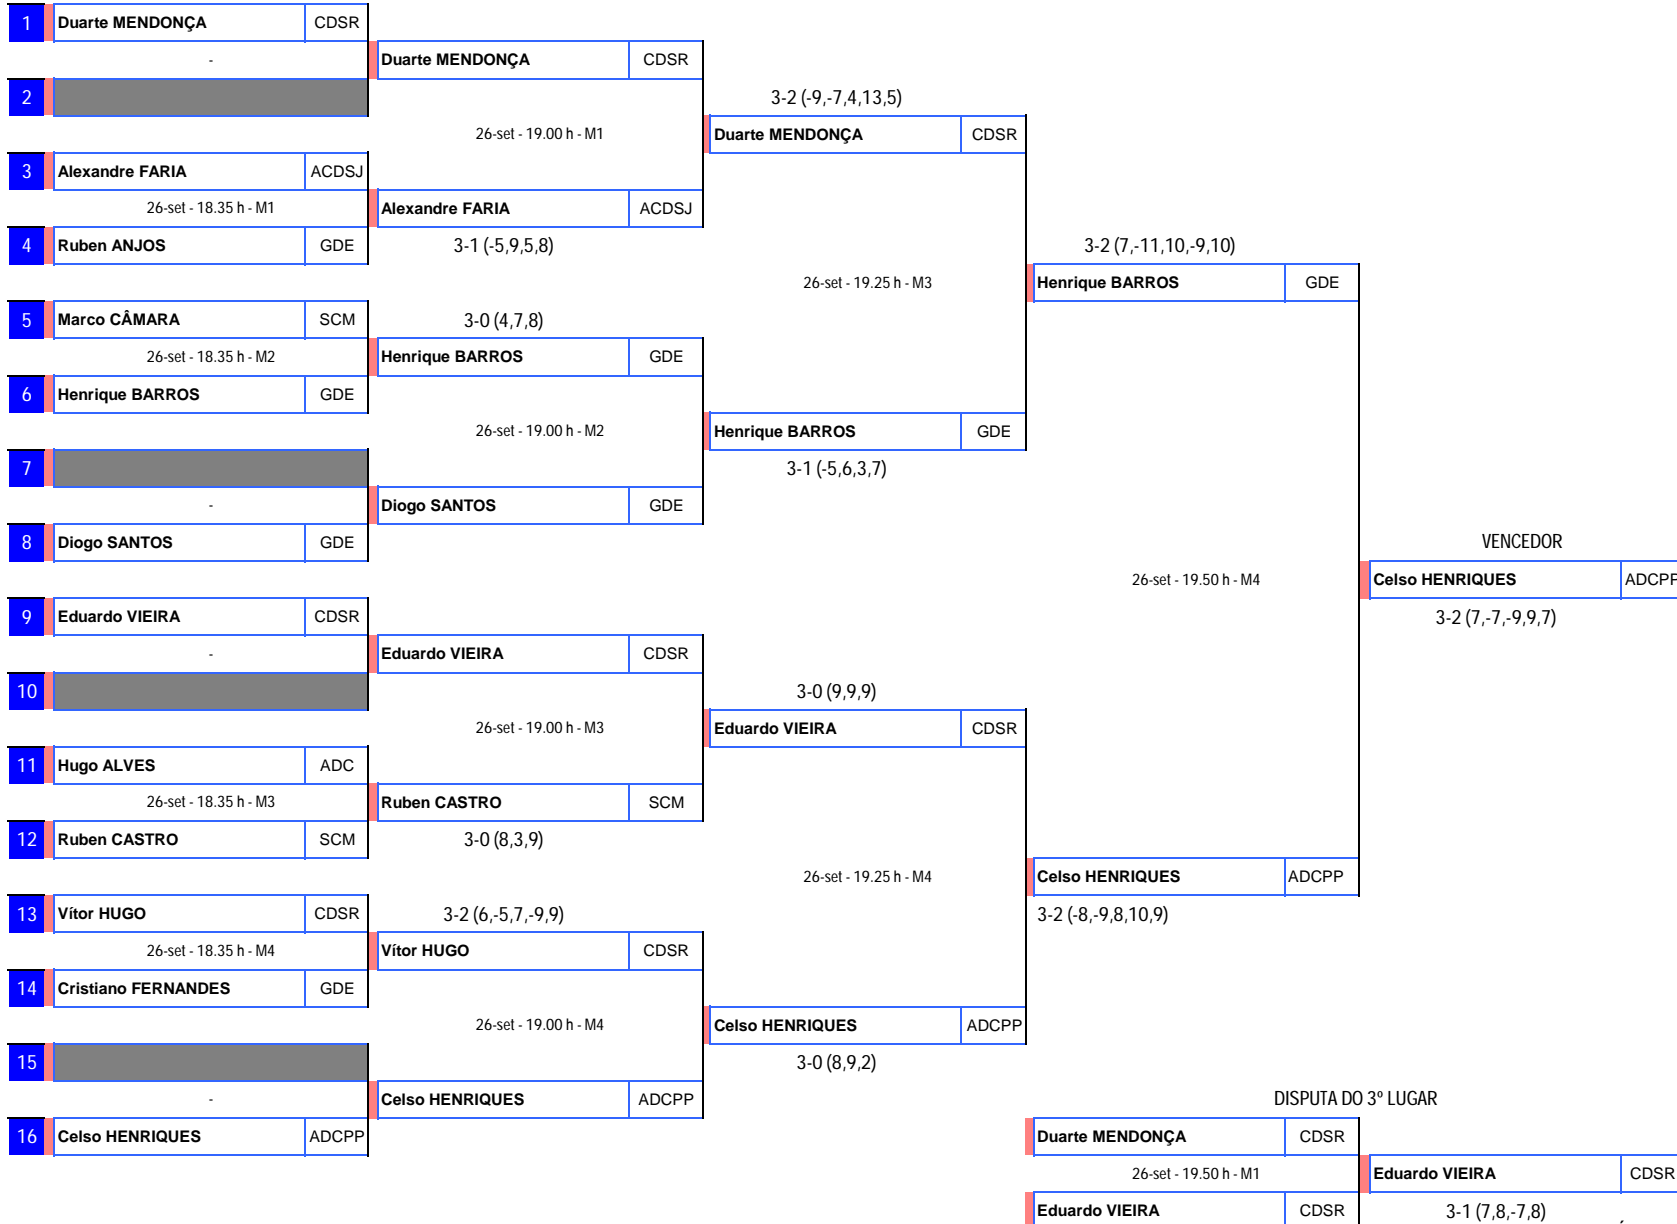 1 Duarte MENDONÇA CDSR
- Duarte MENDONÇA CDSR
2 3-2 (-9,-7,4,13,5)
26-set - 19.00 h - M1 Duarte MENDONÇA CDSR
3 Alexandre FARIA ACDSJ
26-set - 18.35 h - M1 Alexandre FARIA ACDSJ
4 Ruben ANJOS GDE 3-1 (-5,9,5,8) 3-2 (7,-11,10,-9,10)
26-set - 19.25 h - M3 Henrique BARROS GDE
5 Marco CÂMARA SCM 3-0 (4,7,8)
26-set - 18.35 h - M2 Henrique BARROS GDE
6 Henrique BARROS GDE
26-set - 19.00 h - M2 Henrique BARROS GDE
7 3-1 (-5,6,3,7)
- Diogo SANTOS GDE
8 Diogo SANTOS GDE VENCEDOR
26-set - 19.50 h - M4 Celso HENRIQUES ADCPP
9 Eduardo VIEIRA CDSR 3-2 (7,-7,-9,9,7)
- Eduardo VIEIRA CDSR
10 3-0 (9,9,9)
26-set - 19.00 h - M3 Eduardo VIEIRA CDSR
11 Hugo ALVES ADC
26-set - 18.35 h - M3 Ruben CASTRO SCM
12 Ruben CASTRO SCM 3-0 (8,3,9)
26-set - 19.25 h - M4 Celso HENRIQUES ADCPP
13 Vítor HUGO CDSR 3-2 (6,-5,7,-9,9) 3-2 (-8,-9,8,10,9)
26-set - 18.35 h - M4 Vítor HUGO CDSR
14 Cristiano FERNANDES GDE
26-set - 19.00 h - M4 Celso HENRIQUES ADCPP
15 3-0 (8,9,2)
- Celso HENRIQUES ADCPP DISPUTA DO 3º LUGAR
16 Celso HENRIQUES ADCPP Duarte MENDONÇA CDSR
26-set - 19.50 h - M1 Eduardo VIEIRA CDSR
Eduardo VIEIRA CDSR 3-1 (7,8,-7,8)